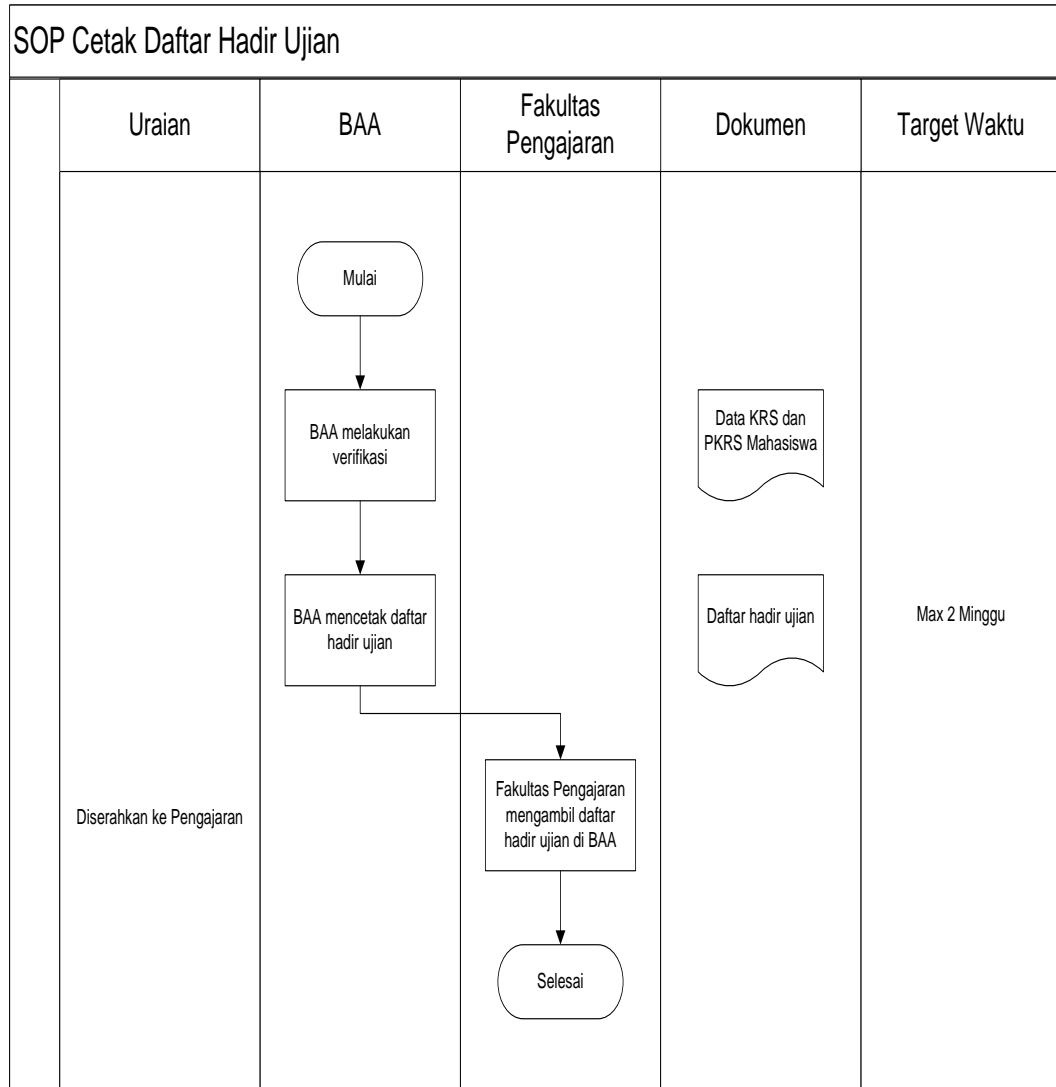 SOP Cetak Daftar Hadir Ujian
Uraian
BAA
Fakultas
Pengajaran
Dokumen
Target Waktu
Mulai
BAA melakukan
verifikasi
Data KRS dan
PKRS Mahasiswa
BAA mencetak daftar
hadir ujian
Daftar hadir ujian
Max 2 Minggu
Diserahkan ke Pengajaran
Fakultas Pengajaran
mengambil daftar
hadir ujian di BAA
Selesai